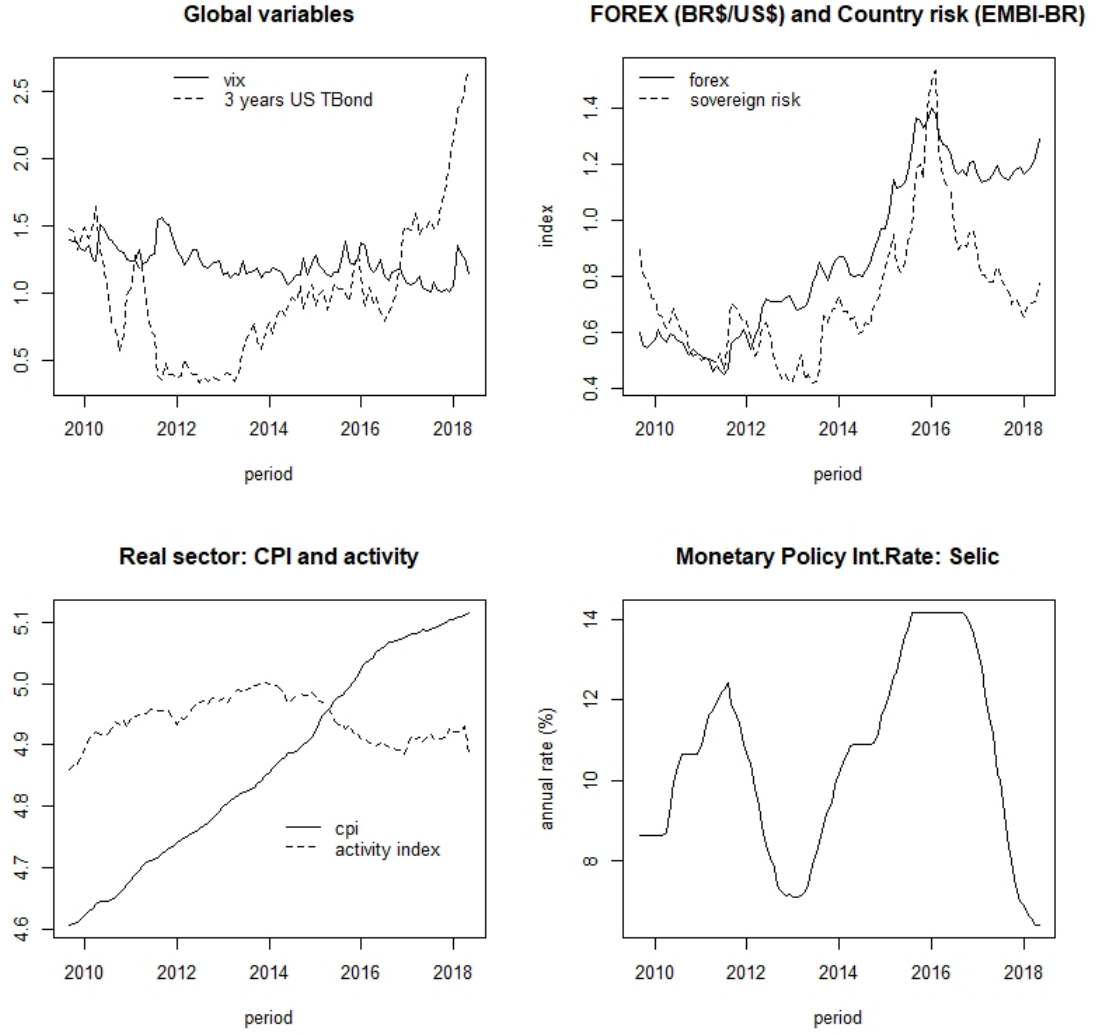 Global variables
vix
3 years US TBond
2.5
2.0
1.5
1.0
0.5
2010 2012 2014 2016 2018
period
FOREX (BR$/US$) and Country risk (EMBI-BR)
forex
sovereign risk
index
1.4
1.2
1.0
0.8
0.6
0.4
2010 2012 2014 2016 2018
period
Real sector: CPI and activity
5.1
5.0
4.9
4.8
4.7
4.6
cpi
activity index
2010 2012 2014 2016 2018
period
Monetary Policy Int.Rate: Selic
annual rate (%)
14
12
10
8
2010 2012 2014 2016 2018
period